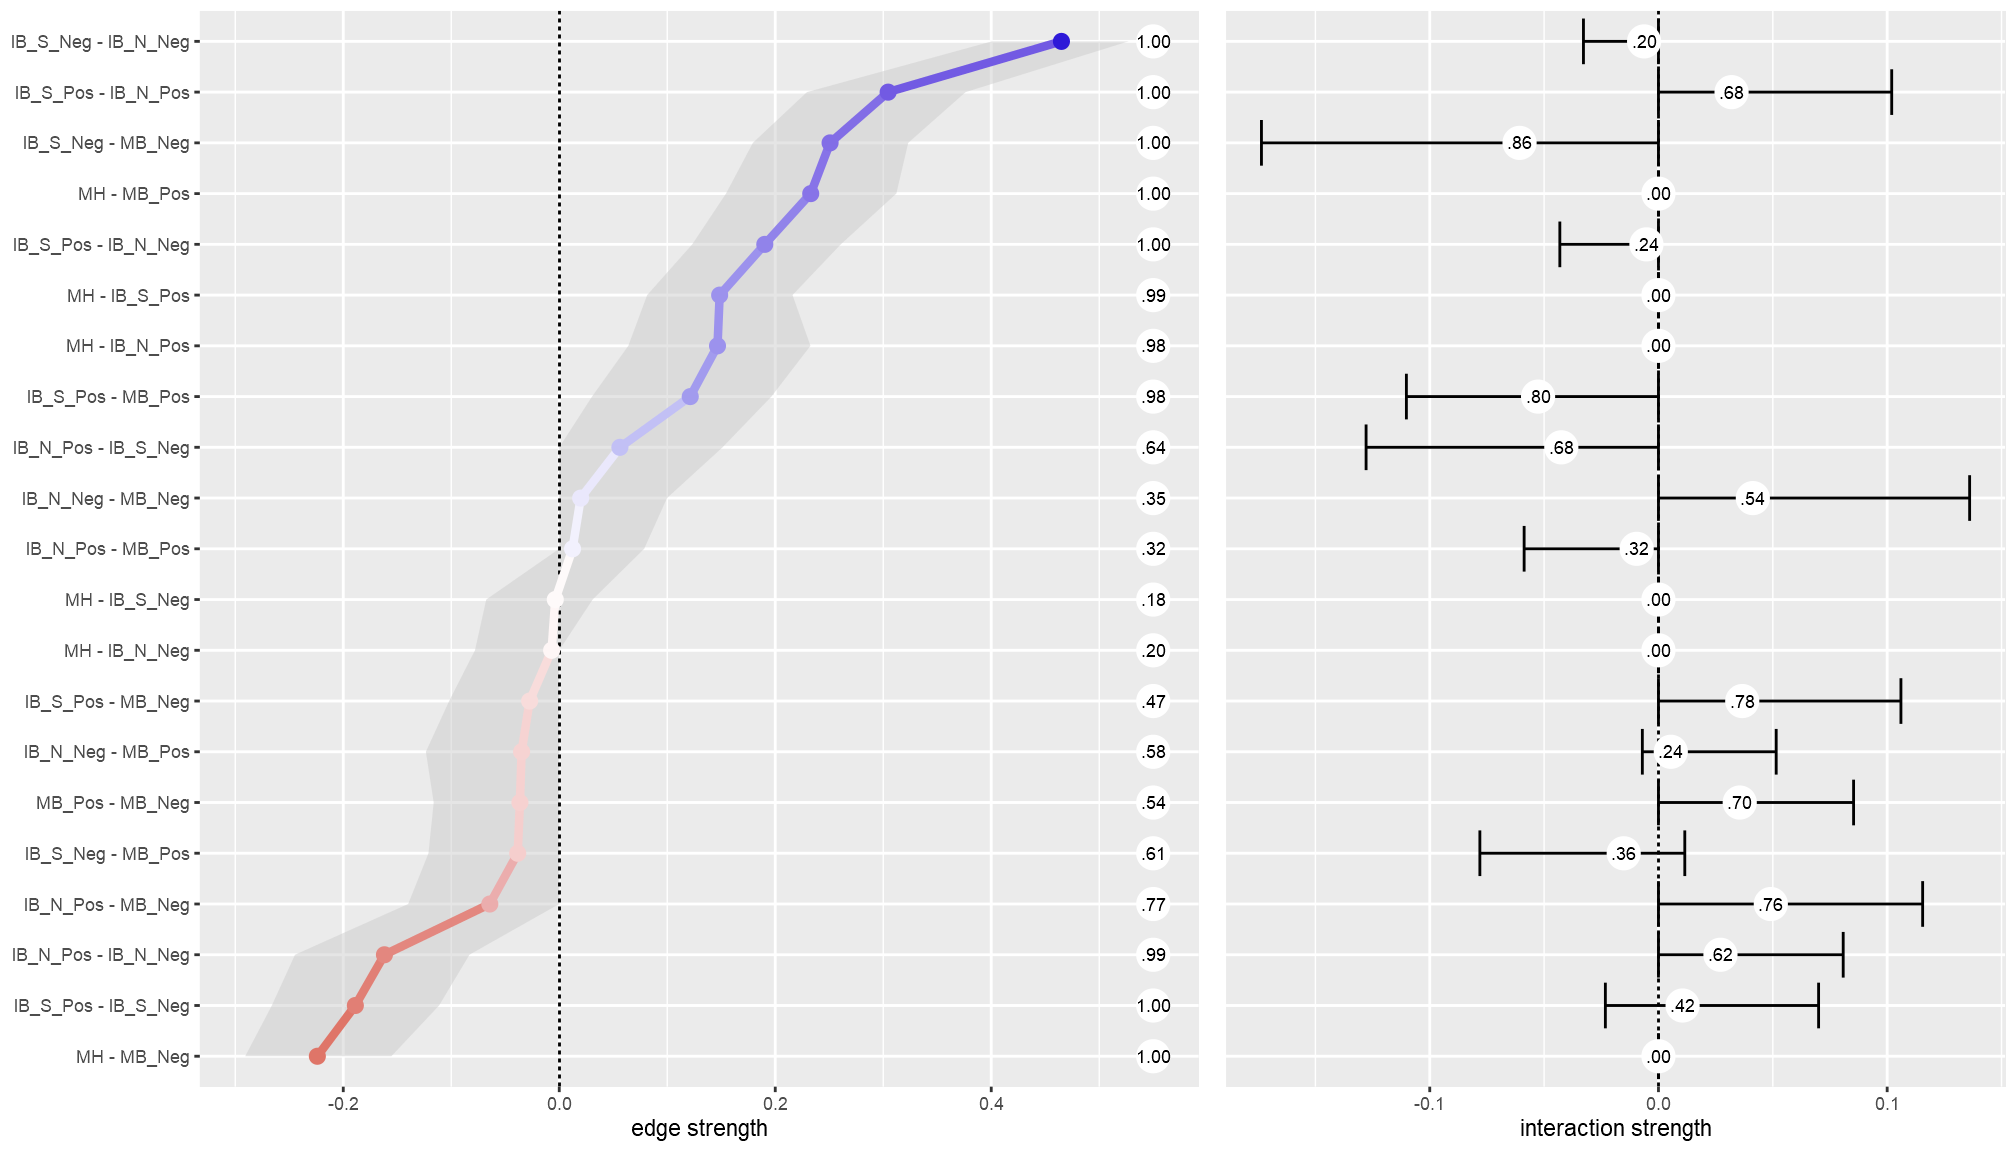 IB_S_Neg - IB_N_Neg 1.00 .20
IB_S_Pos - IB_N_Pos 1.00 .68
IB_S_Neg - MB_Neg 1.00 .86
MH - MB_Pos 1.00 .00
IB_S_Pos - IB_N_Neg 1.00 .24
MH - IB_S_Pos .99 .00
MH - IB_N_Pos .98 .00
IB_S_Pos - MB_Pos .98 .80
IB_N_Pos - IB_S_Neg .64 .68
IB_N_Neg - MB_Neg .35 .54
IB_N_Pos - MB_Pos .32 .32
MH - IB_S_Neg .18 .00
MH - IB_N_Neg .20 .00
IB_S_Pos - MB_Neg .47 .78
IB_N_Neg - MB_Pos .58 .24
MB_Pos - MB_Neg .54 .70
IB_S_Neg - MB_Pos .61 .36
IB_N_Pos - MB_Neg .77 .76
IB_N_Pos - IB_N_Neg .99 .62
IB_S_Pos - IB_S_Neg 1.00 .42
MH - MB_Neg 1.00 .00
-0.2 0.0 0.2 0.4 -0.1 0.0 0.1
edge strength interaction strength